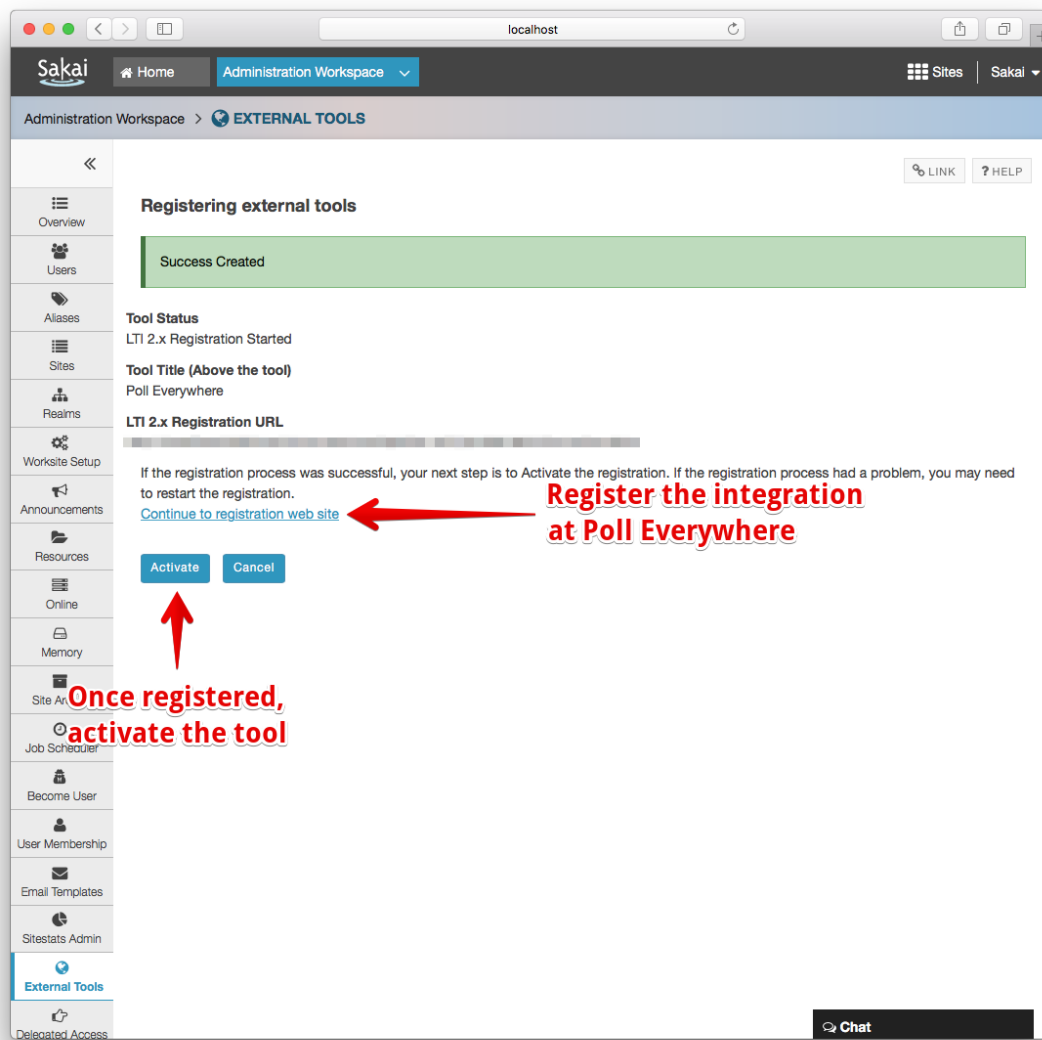 localhost
Sakai
Home
Administration Workspace
Sites
Sakai
Administration Workspace > EXTERNAL TOOLS
LINK
? HELP
Overview
Users
Aliases
Sites
Realms
Worksite Setup
Announcements
Resources
Online
Memory
Site
Job Scheduler
Become User
User Membership
Email Templates
Sitestats Admin
External Tools
Delegated Access
Registering external tools
Success Created
Tool Status
LTI 2.x Registration Started
Tool Title (Above the tool)
Poll Everywhere
LTI 2.x Registration URL
If the registration process was successful, your next step is to Activate the registration. If the registration process had a problem, you may need
to restart the registration.
Continue to registration web site
Register the integration
at Poll Everywhere
Activate
Cancel
Once registered,
activate the tool
Chat